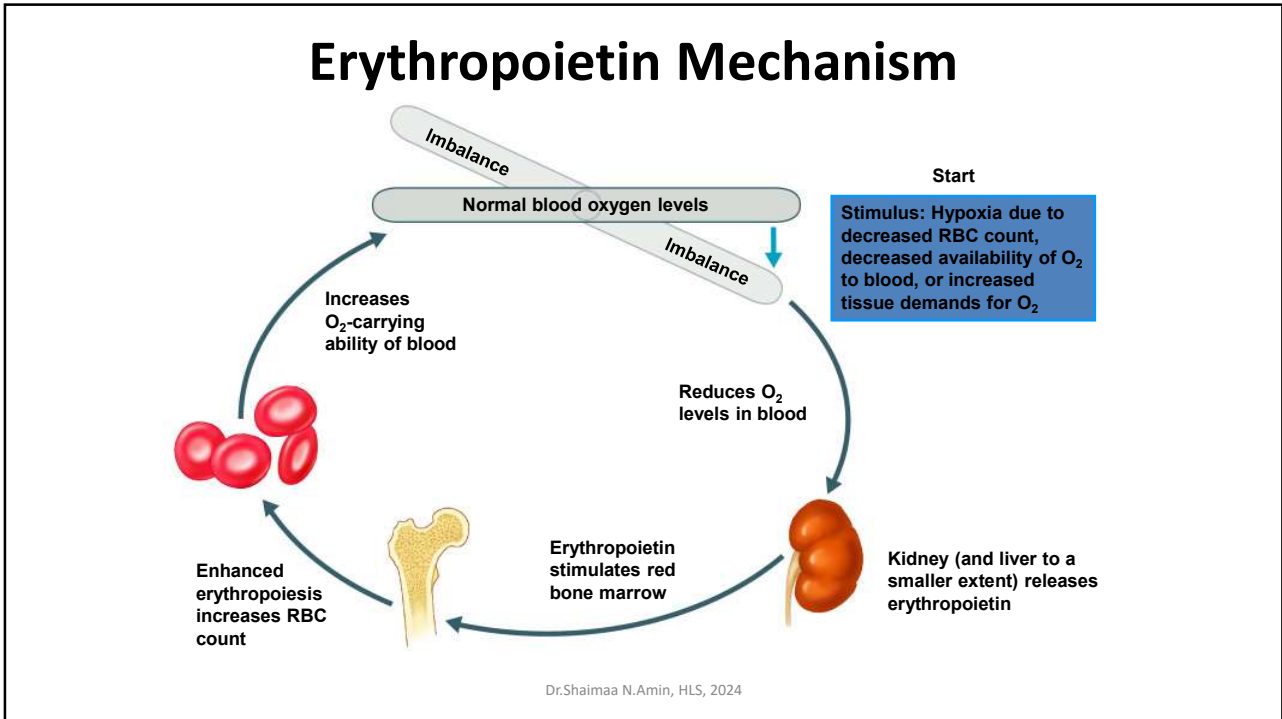 Erythropoietin Mechanism
Imbalance
Normal blood oxygen levels
Imbalance
Start
Stimulus: Hypoxia due to
decreased RBC count,
decreased availability of O₂
to blood, or increased
tissue demands for O₂
Reduces O₂
levels in blood
Kidney (and liver to a
smaller extent) releases
erythropoietin
Erythropoietin
stimulates red
bone marrow
Enhanced
erythropoiesis
increases RBC
count
Increases
O₂-carrying
ability of blood
Dr.Shaimaa N.Amin, HLS, 2024